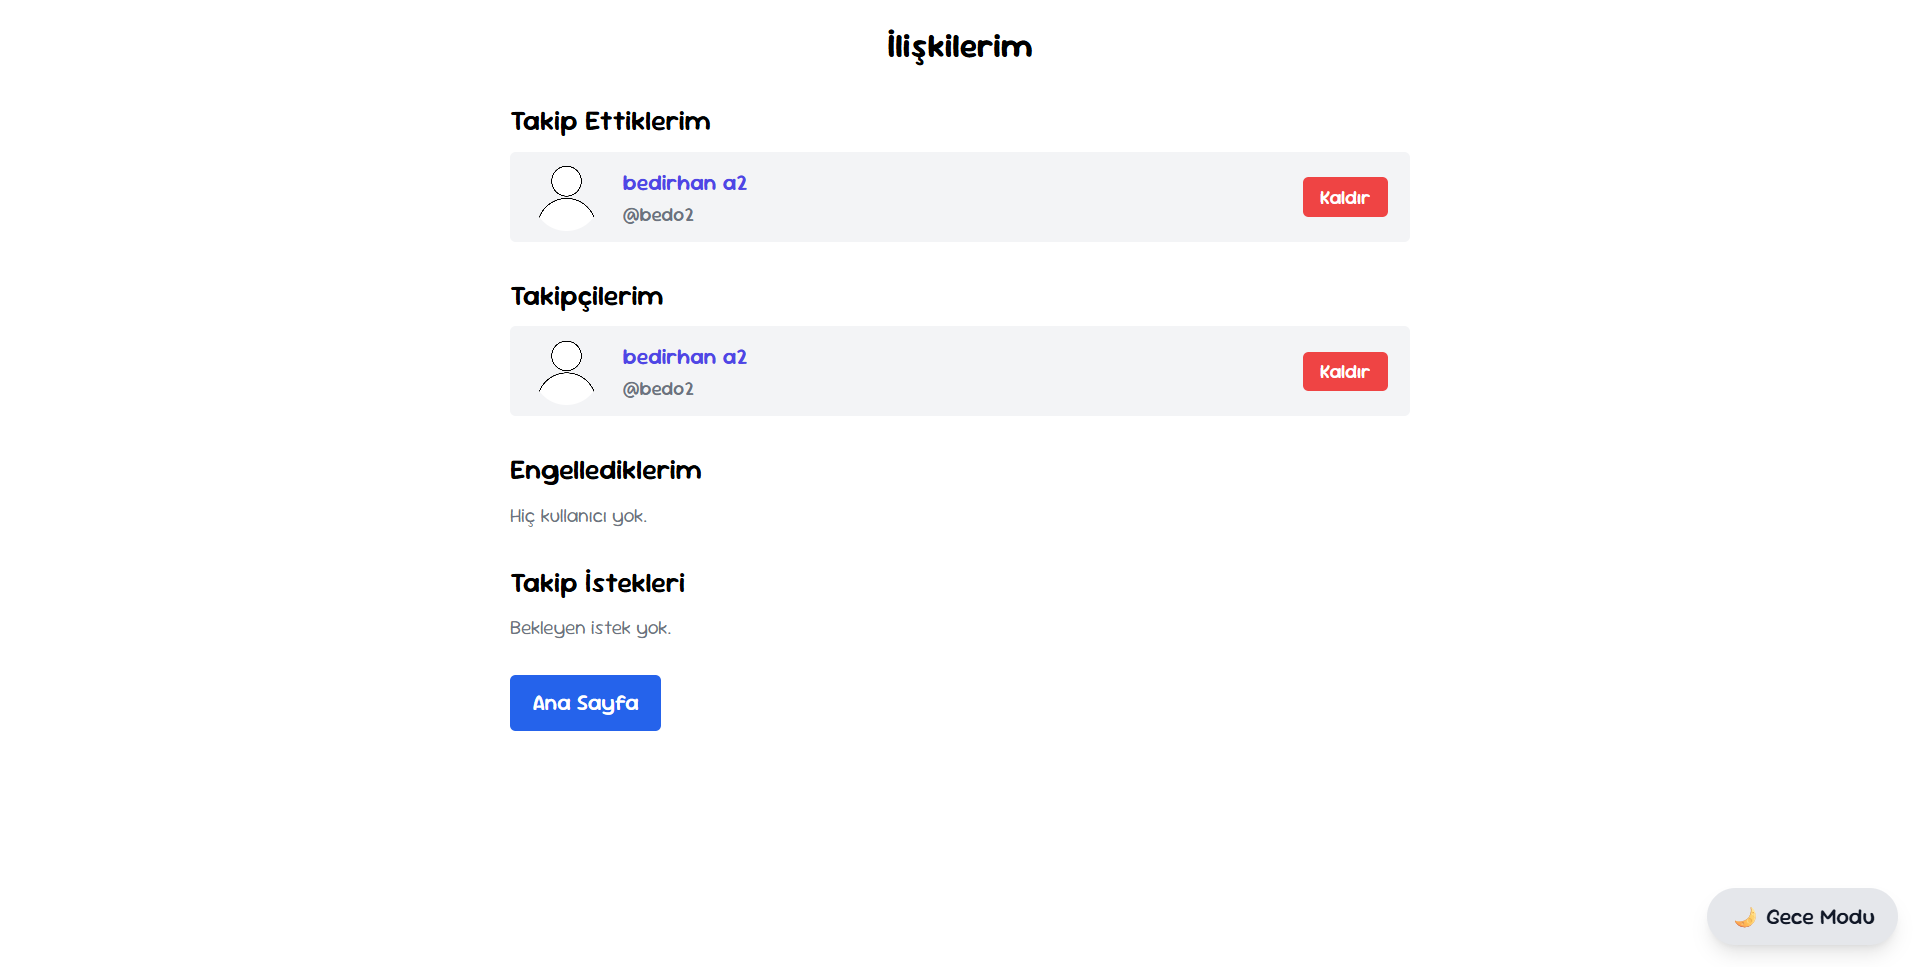 İlişkilerim
Takip Ettiklerim
bedirhan a2
@bedo2
Kaldır
Takipçilerim
bedirhan a2
@bedo2
Kaldır
Engellediklerim
Hiç kullanıcı yok.
Takip İstekleri
Bekleyen istek yok.
Ana Sayfa
🌙 Gece Modu